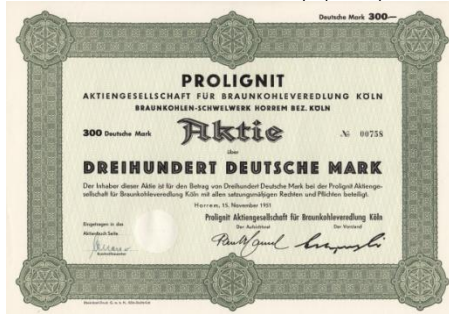 Deutsche Mark 300—
PROLIGNIT
AKTIENGESELLSCHAFT FÜR BRAUNKOHLEVEREDLUNG KÖLN
BRAUNKOHLEN-SCHWELWERK HORREM BEZ. KÖLN
300 Deutsche Mark Aktie № 00758
über
DREIHUNDERT DEUTSCHE MARK
Der Inhaber dieser Aktie ist für den Betrag von Dreihundert Deutsche Mark bei der Prolignit Aktienge-
sellschaft für Braunkohleveredlung Köln mit allen satzungsmäßigen Rechten und Pflichten beteiligt.
Horrem, 15. November 1951
Prolignit Aktiengesellschaft für Braunkohleveredlung Köln
Eingetragen in das Der Aufsichtsrat Der Vorstand
Aktienbuch Seite
Kontrollbeamter